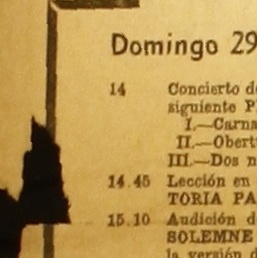 Domingo 29
14 Concierto d
siguiente P
I.—Carna
II.—Obert
III.—Dos n
14.45 Lección en
TORIA PA
15.10 Audición d
SOLEMNE
la versión d